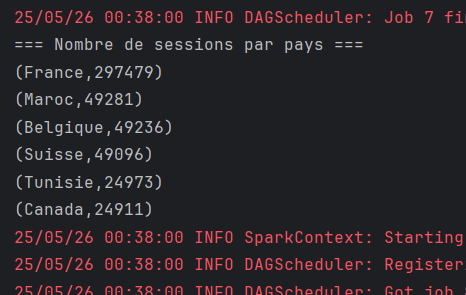 25/05/26 00:38:00 INFO DAGScheduler: Job 7 fi
=== Nombre de sessions par pays ===
(France,297479)
(Maroc,49281)
(Belgique,49236)
(Suisse,49096)
(Tunisie,24973)
(Canada,24911)
25/05/26 00:38:00 INFO SparkContext: Starting
25/05/26 00:38:00 INFO DAGScheduler: Register
25/05/26 00:38:00 INFO DAGScheduler: Got job